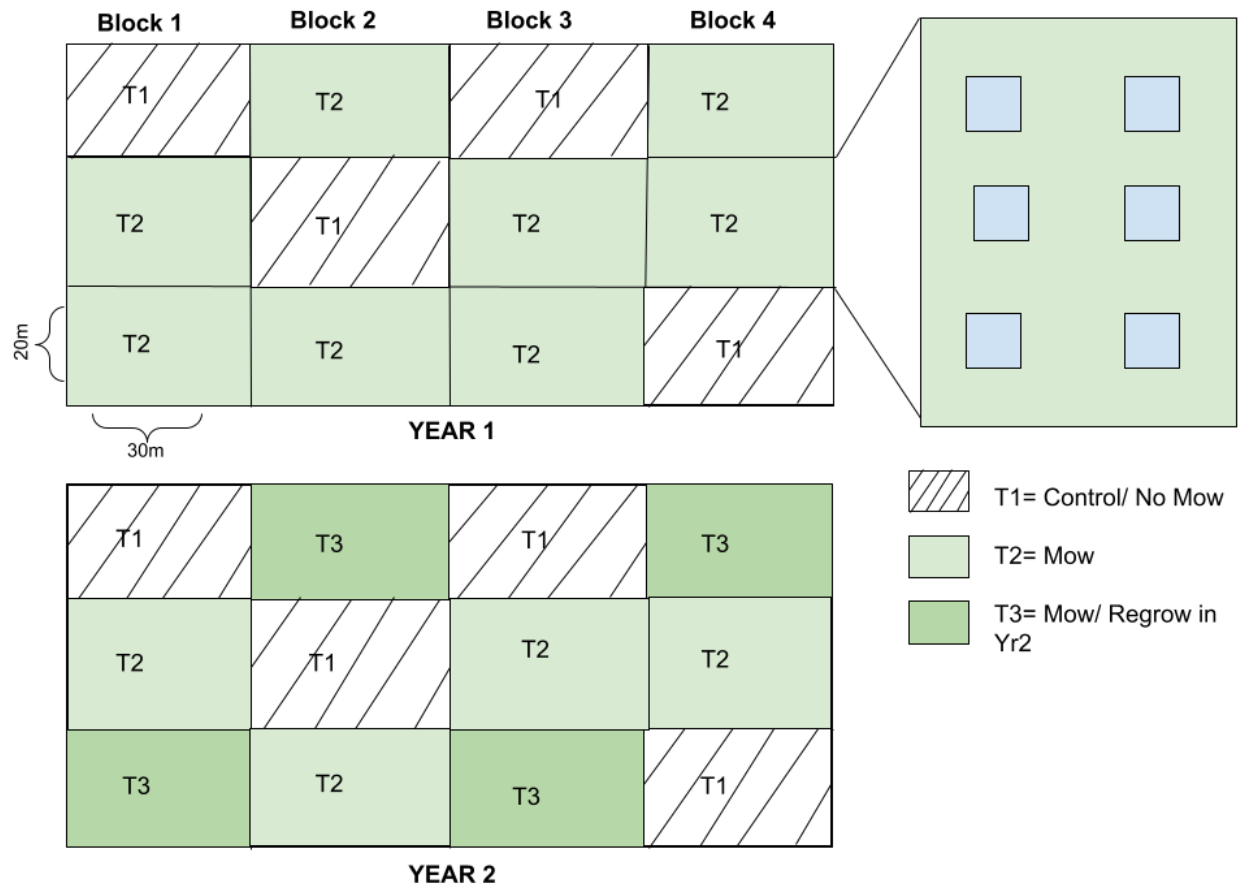 Block 1 Block 2 Block 3 Block 4
T1 T2 T1 T2
T2 T1 T2 T2
T2 T2 T2 T1
20m
30m
YEAR 1
T1 T3 T1 T3
T2 T1 T2 T2
T3 T2 T3 T1
YEAR 2
T1= Control/ No Mow
T2= Mow
T3= Mow/ Regrow in
Yr2